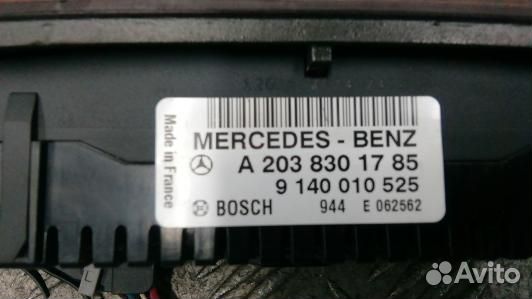 Made in France
MERCEDES - BENZ
A 203 830 17 85
9 140 010 525
BOSCH 944 E 062562
L
Avito